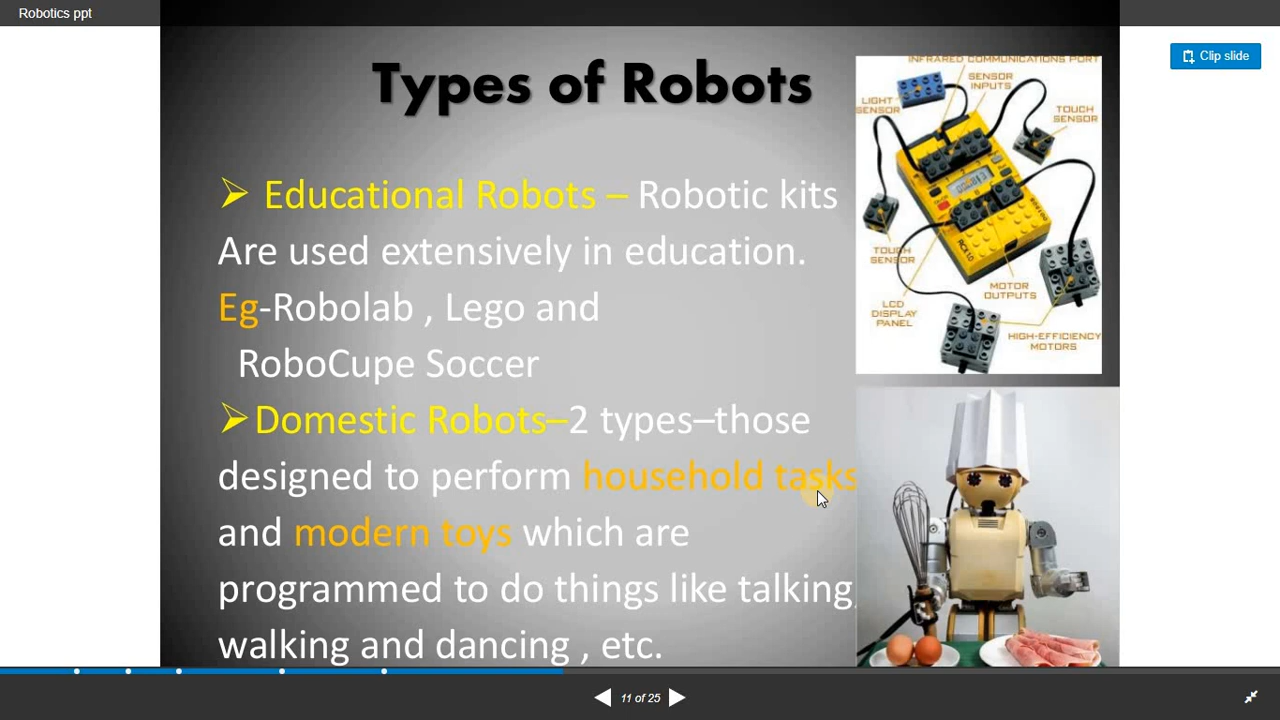 Robotics ppt
Clip slide
Types of Robots
➢ Educational Robots – Robotic kits
Are used extensively in education.
Eg-Robolab , Lego and
RoboCupe Soccer
➢Domestic Robots–2 types–those
designed to perform household tasks
and modern toys which are
programmed to do things like talking,
walking and dancing , etc.
INFRARED COMMUNICATIONS PORT
SENSOR
INPUTS
LIGHT
SENSOR
TOUCH
SENSOR
TOUCH
SENSOR
MOTOR
OUTPUTS
LCD
DISPLAY
PANEL
HIGH-EFFICIENCY
MOTORS
11 of 25